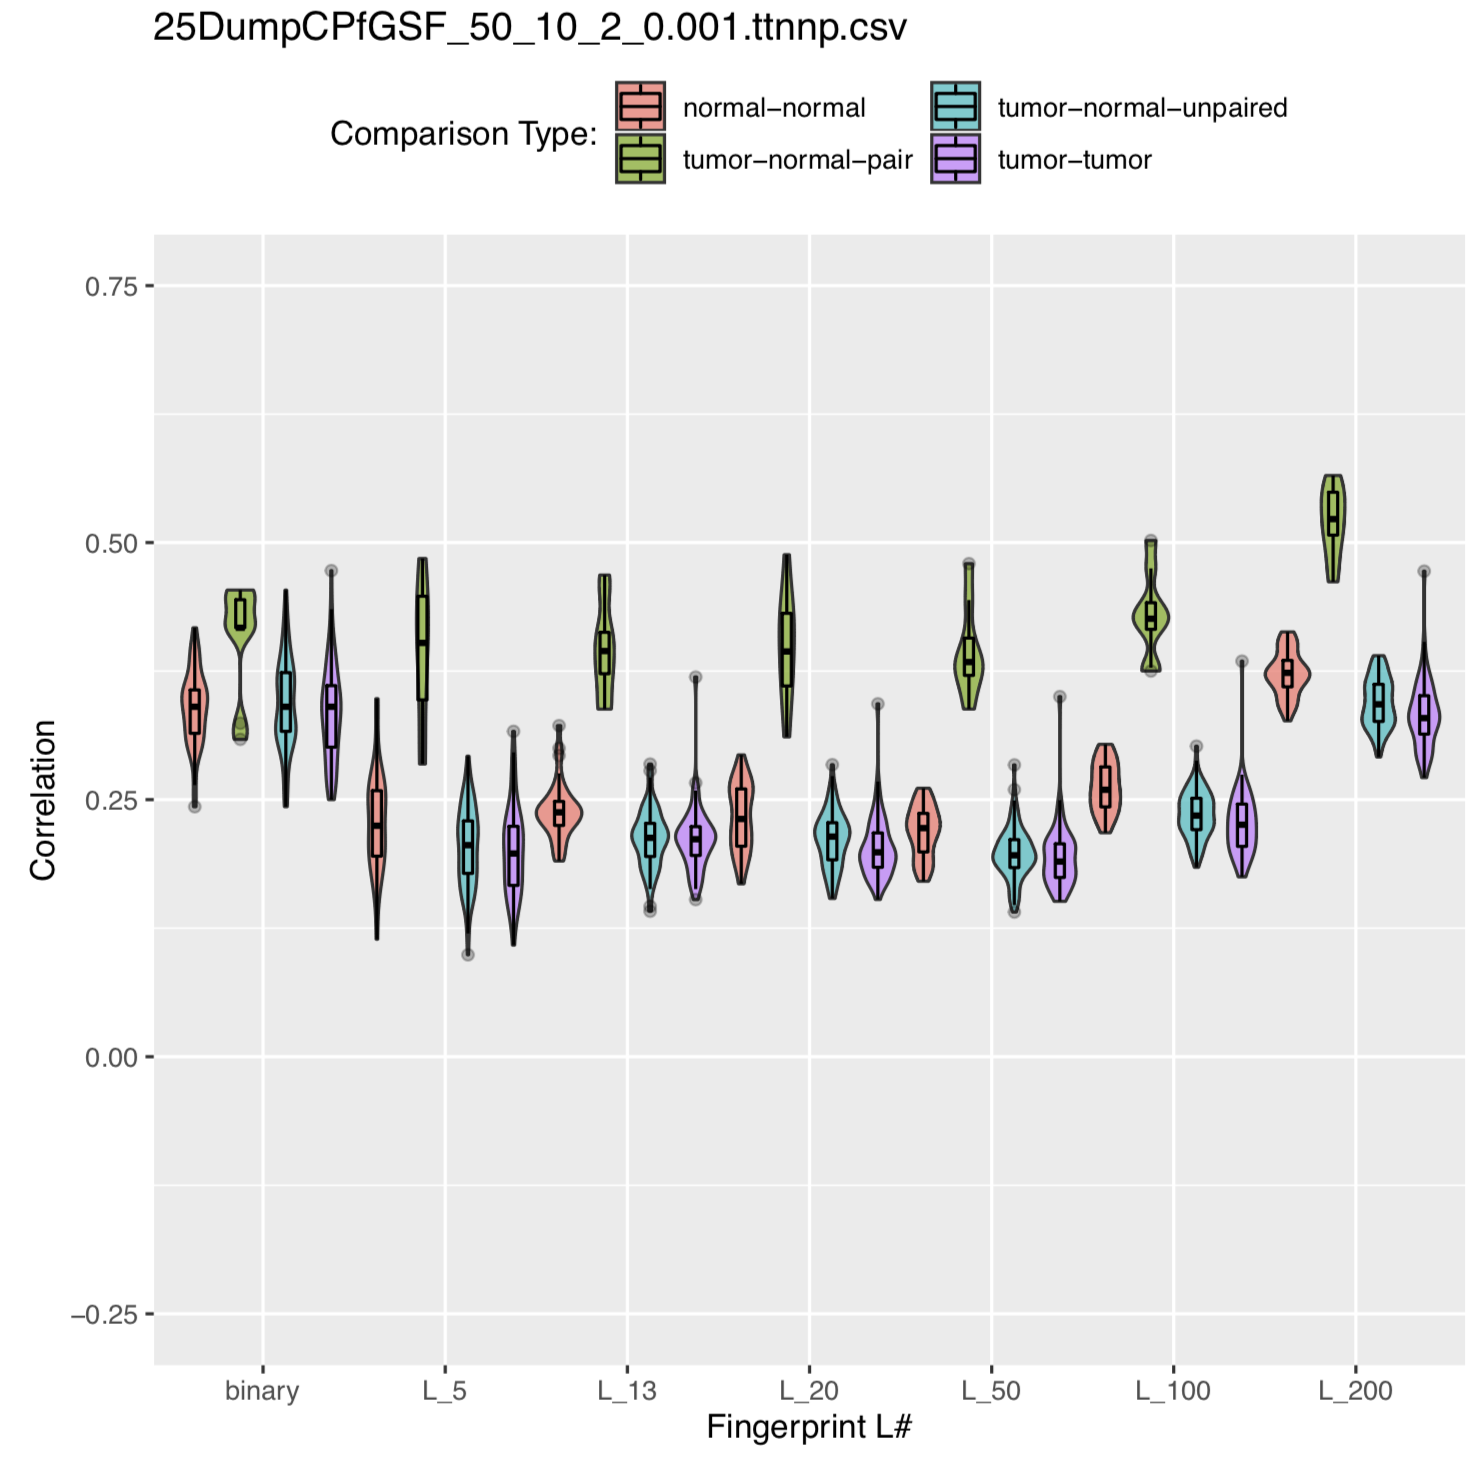 25DumpCPfGSF_50_10_2_0.001.ttnnp.csv
Comparison Type:
normal−normal
tumor−normal−pair
tumor−normal−unpaired
tumor−tumor
Correlation
0.75
0.50
0.25
0.00
−0.25
binary L_5 L_13 L_20 L_50 L_100 L_200
Fingerprint L#